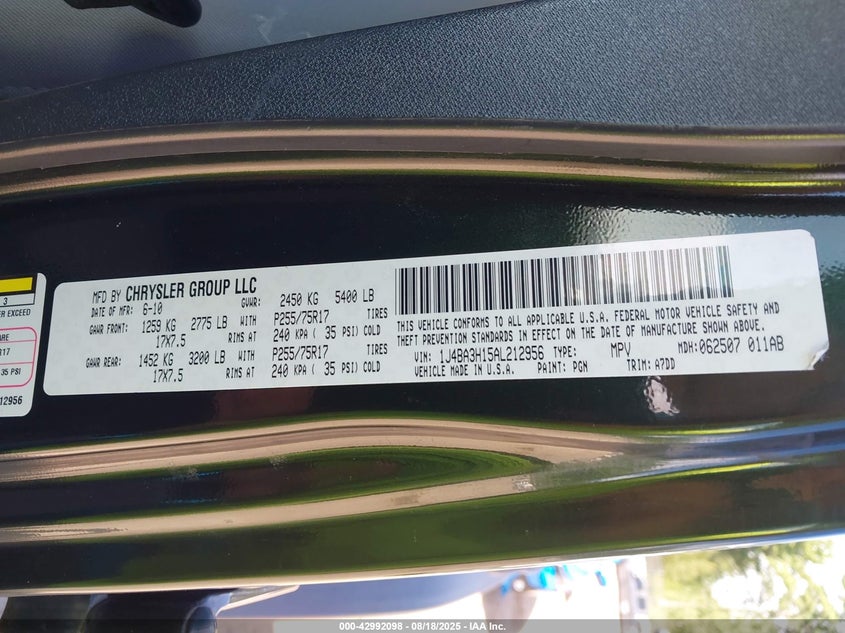 3
ER EXCEED
RE
R17
35 PSI
12956
MFD BY CHRYSLER GROUP LLC
DATE OF MFR: 6-10 GVWR: 2450 KG 5400 LB
GAWR FRONT: 1259 KG 2775 LB WITH P255/75R17 TIRES
17X7.5 RIMS AT 240 KPA ( 35 PSI) COLD
GAWR REAR: 1452 KG 3200 LB WITH P255/75R17 TIRES
17X7.5 RIMS AT 240 KPA ( 35 PSI) COLD
THIS VEHICLE CONFORMS TO ALL APPLICABLE U.S.A. FEDERAL MOTOR VEHICLE SAFETY AND
THEFT PREVENTION STANDARDS IN EFFECT ON THE DATE OF MANUFACTURE SHOWN ABOVE.
VIN: 1J4BA3H15AL212956 TYPE: MPV MDH: 062507 011AB
VEHICLE MADE IN U.S.A. PAINT: PGN TRIM: A7DD
000-42992098 - 08/18/2025 - IAA Inc.